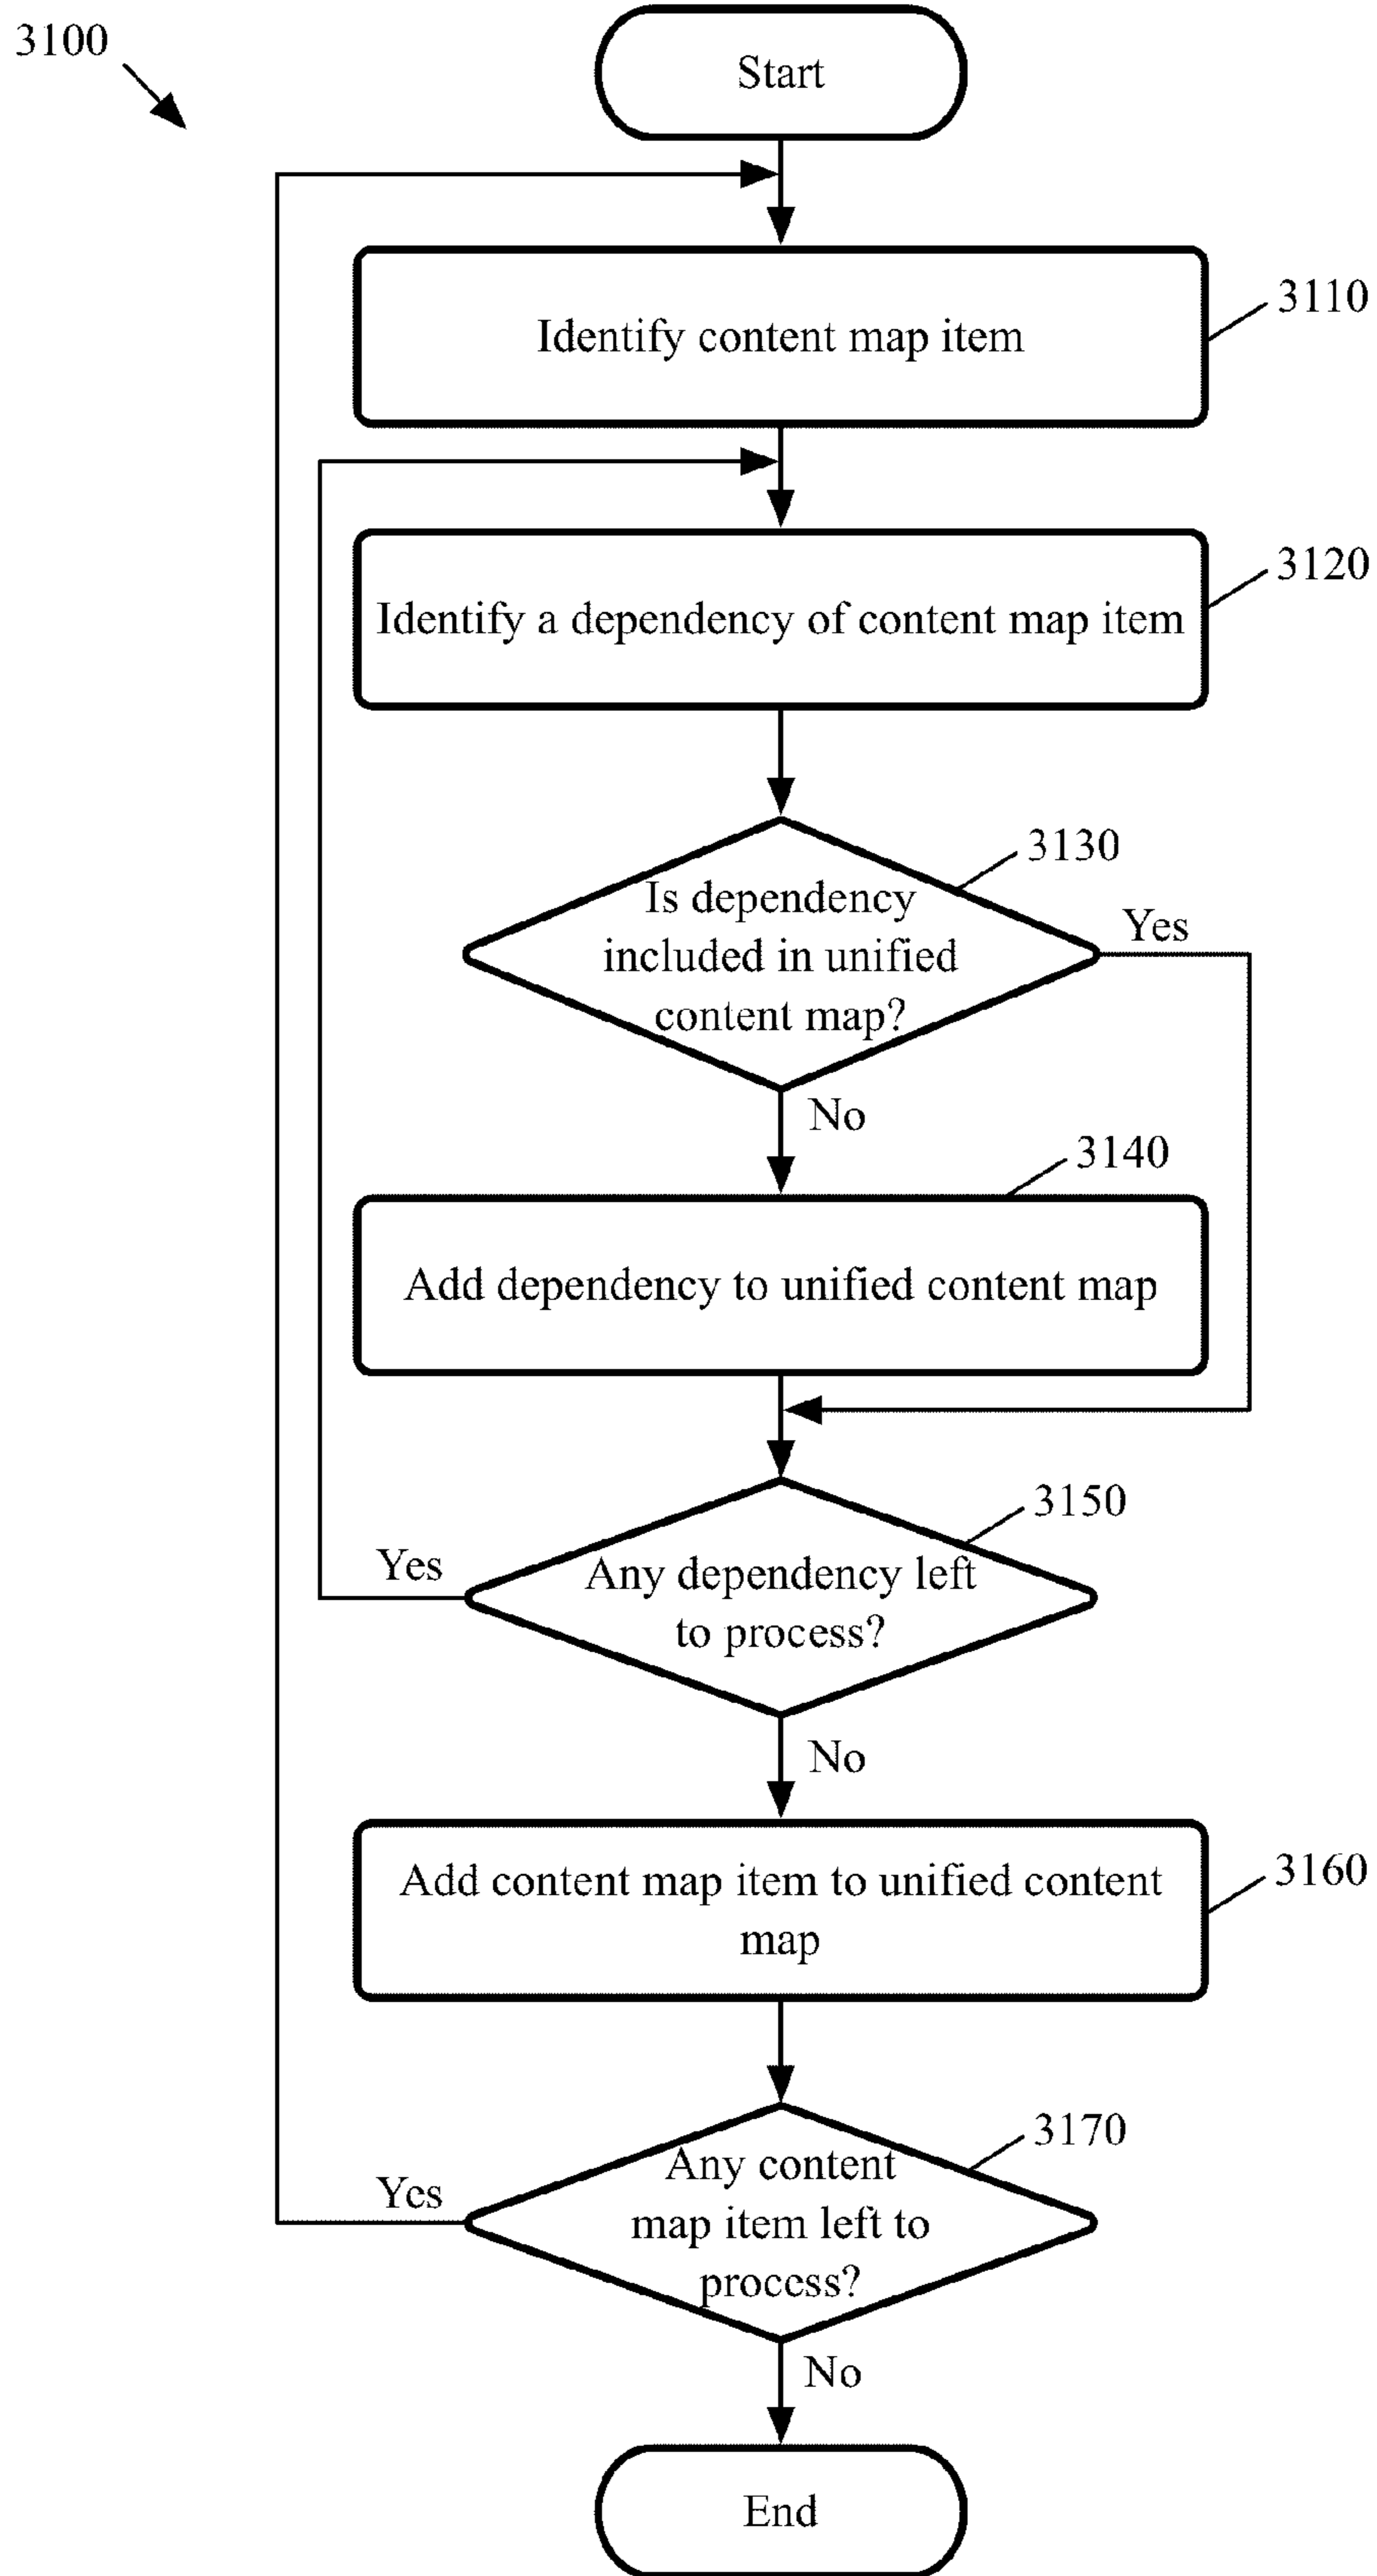 3100
Start
Identify content map item
3110
Identify a dependency of content map item
3120
3130
Is dependency
included in unified
content map?
Yes
No
3140
Add dependency to unified content map
3150
Any dependency left
to process?
Yes
No
Add content map item to unified content
map
3160
3170
Any content
map item left to
process?
Yes
No
End